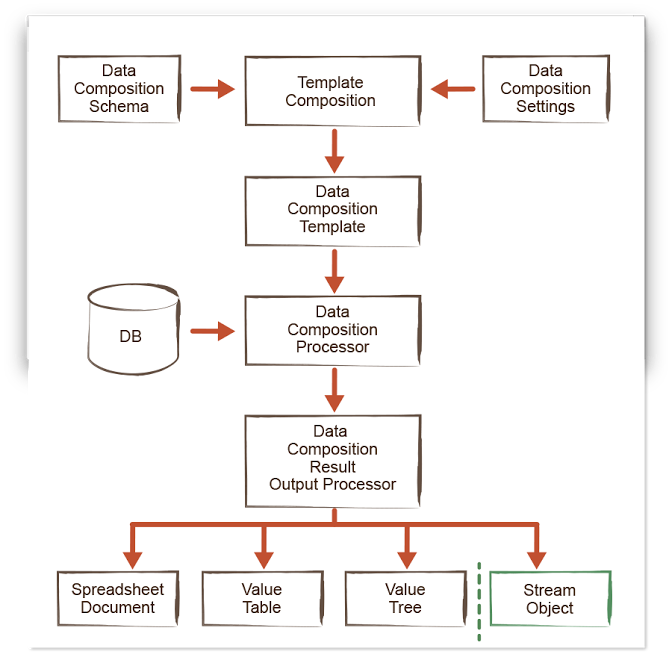 Data
Composition
Schema
Template
Composition
Data
Composition
Settings
Data
Composition
Template
DB
Data
Composition
Processor
Data
Composition
Result
Output Processor
Spreadsheet
Document
Value
Table
Value
Tree
Stream
Object